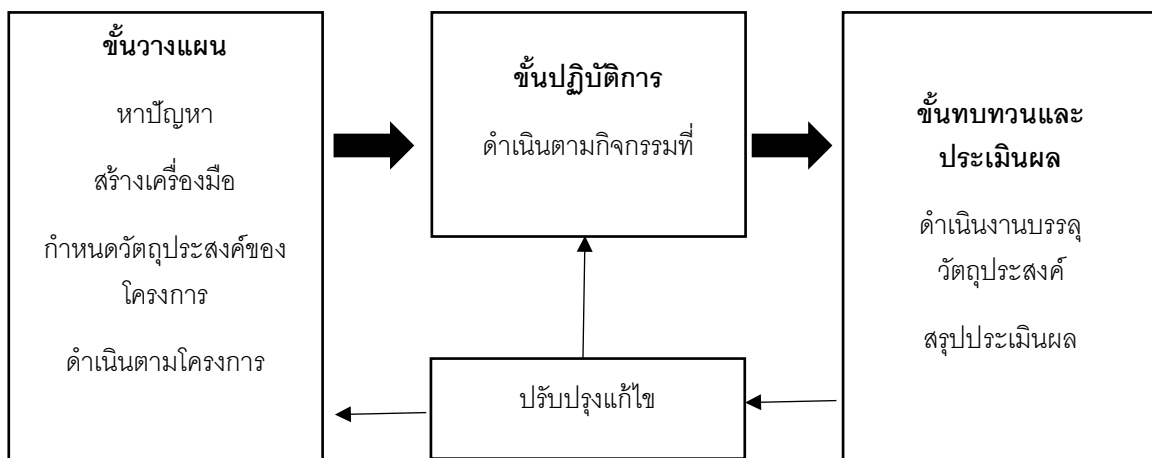 ขั้นวางแผน
หาปัญหา
สร้างเครื่องมือ
กำหนดวัตถุประสงค์ของ
โครงการ
ดำเนินตามโครงการ
ขั้นปฏิบัติการ
ดำเนินตามกิจกรรมที่
ขั้นทบทวนและ
ประเมินผล
ดำเนินงานบรรลุ
วัตถุประสงค์
สรุปประเมินผล
ปรับปรุงแก้ไข